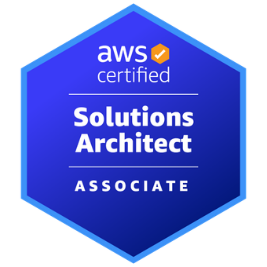 aws
certified
Solutions
Architect
ASSOCIATE